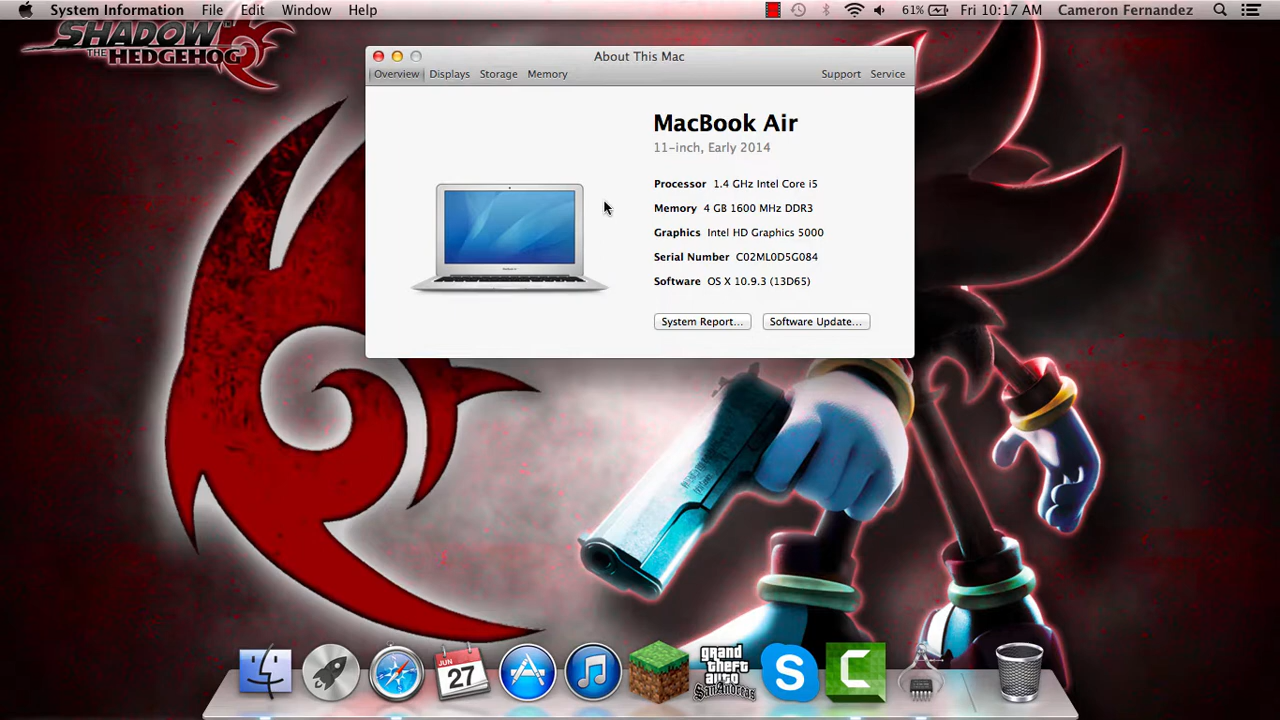 System Information File Edit Window Help 61% Fri 10:17 AM Cameron Fernandez
SHADOW
THE HEDGEHOG
About This Mac
Overview Displays Storage Memory Support Service
MacBook Air
11-inch, Early 2014
Processor 1.4 GHz Intel Core i5
Memory 4 GB 1600 MHz DDR3
Graphics Intel HD Graphics 5000
Serial Number C02ML0D5G084
Software OS X 10.9.3 (13D65)
System Report... Software Update...
JUN
27
grand
theft
auto
San Andreas
S
C